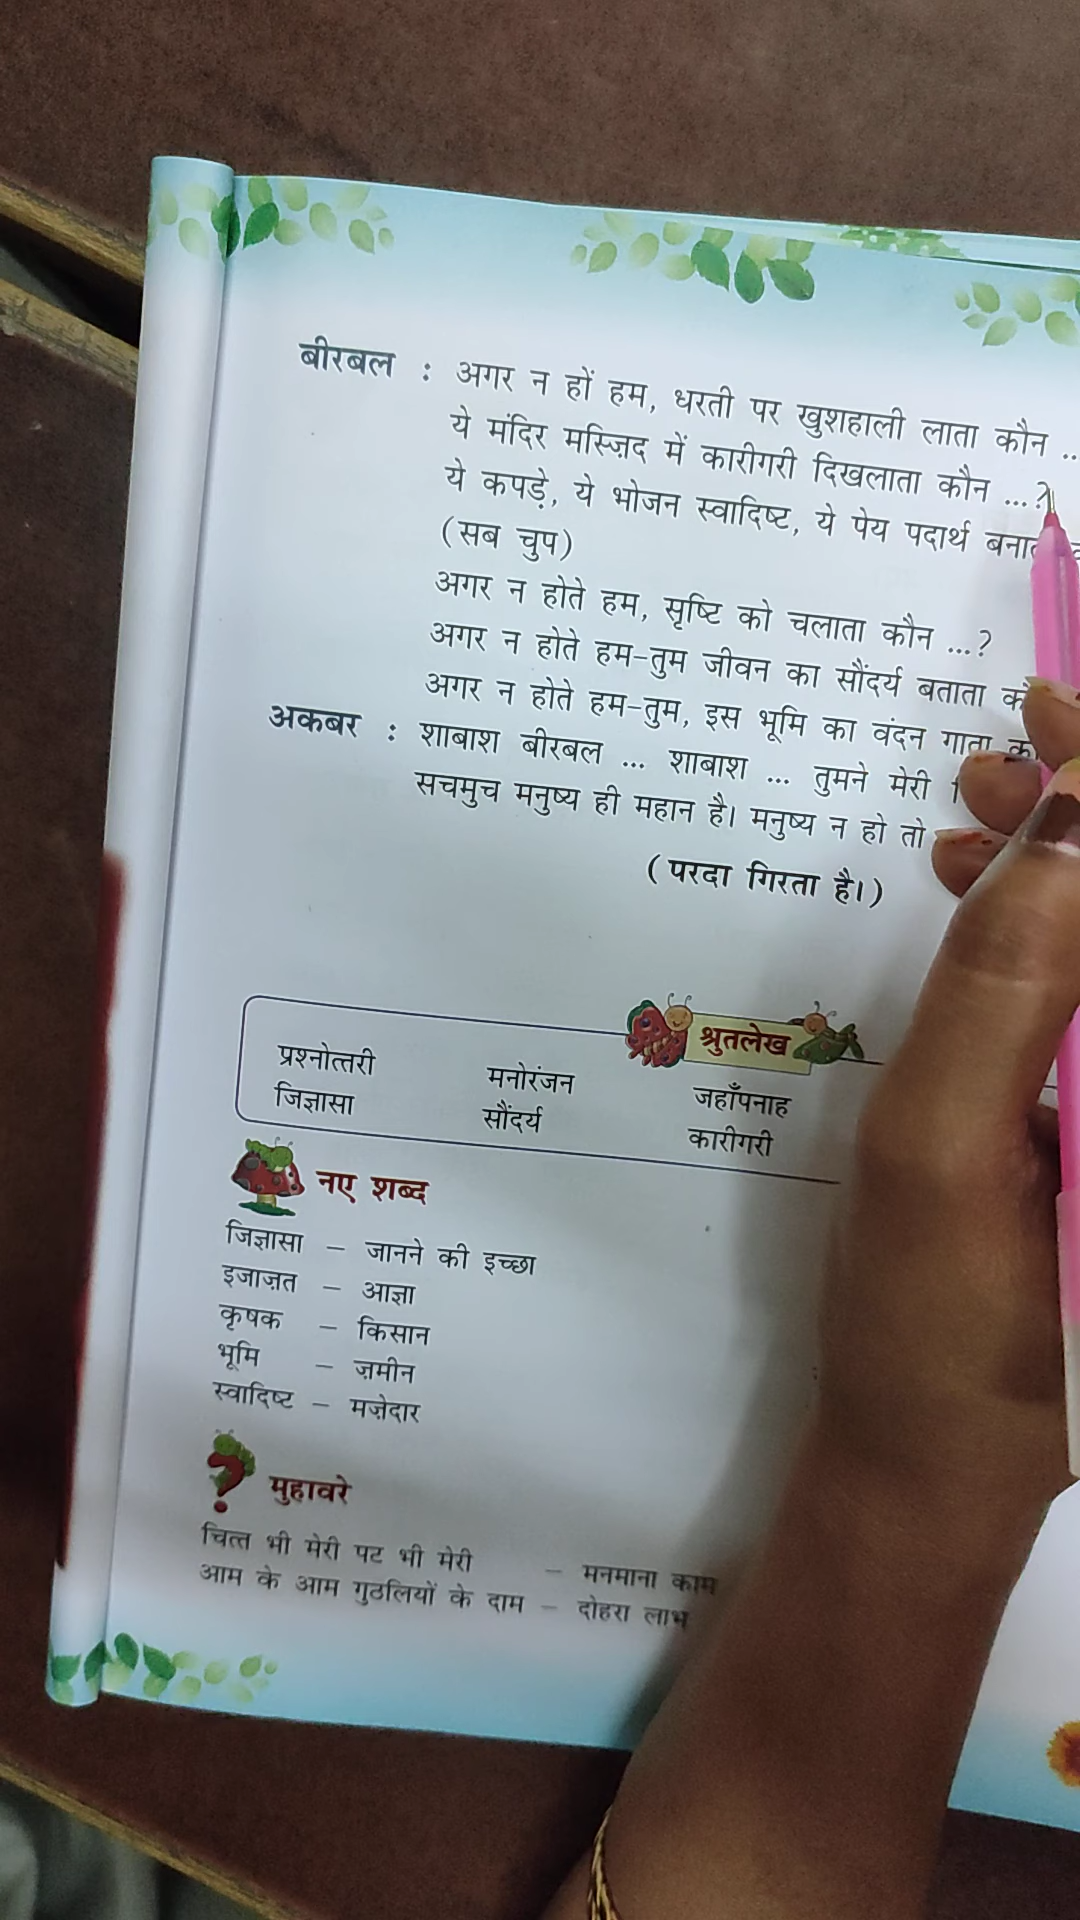 बीरबल : अगर न हों हम, धरती पर खुशहाली लाता कौन ..
ये मंदिर मस्ज़िद में कारीगरी दिखलाता कौन ...?
ये कपड़े, ये भोजन स्वादिष्ट, ये पेय पदार्थ
(सब चुप)
अगर न होते हम, सृष्टि को चलाता कौन ...?
अगर न होते हम-तुम जीवन का सौंदर्य बताता
अगर न होते हम-तुम, इस भूमि का वंदन गाता
अकबर : शाबाश बीरबल ... शाबाश ... तुमने मेरी
सचमुच मनुष्य ही महान है। मनुष्य न हो तो
(परदा गिरता है।)
श्रुतलेख
प्रश्नोत्तरी मनोरंजन जहाँपनाह
जिज्ञासा सौंदर्य कारीगरी
नए शब्द
जिज्ञासा – जानने की इच्छा
इजाज़त – आज्ञा
कृषक – किसान
भूमि – ज़मीन
स्वादिष्ट – मज़ेदार
मुहावरे
चित्त भी मेरी पट भी मेरी – मनमाना काम
आम के आम गुठलियों के दाम – दोहरा लाभ